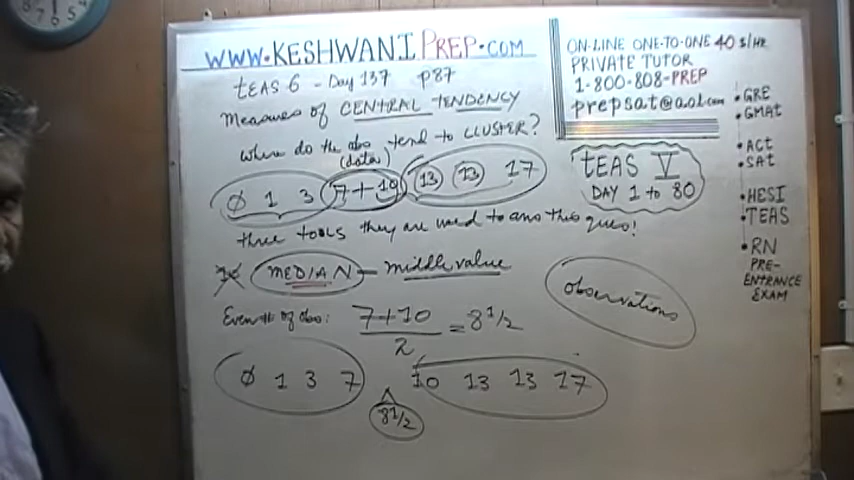 www.KESHWANIPREP.COM
TEAS 6 - Day 137 p87
Measures of CENTRAL TENDENCY
where do the obs tend to CLUSTER?
(data)
0 1 3 7+10 13 13 17
three tools they are used to ans this ques!
MEDIAN - middle value
Even # of obs: 7+10 = 8 1/2
2
0 1 3 7 10 13 13 17
8 1/2
observations
ON-LINE ONE-TO-ONE 40 $/HR
PRIVATE TUTOR
1-800-808-PREP
prepsat@aol.com
TEAS V
DAY 1 to 80
• GRE
• GMAT
• ACT
• SAT
• HESI
• TEAS
• RN
PRE-
ENTRANCE
EXAM